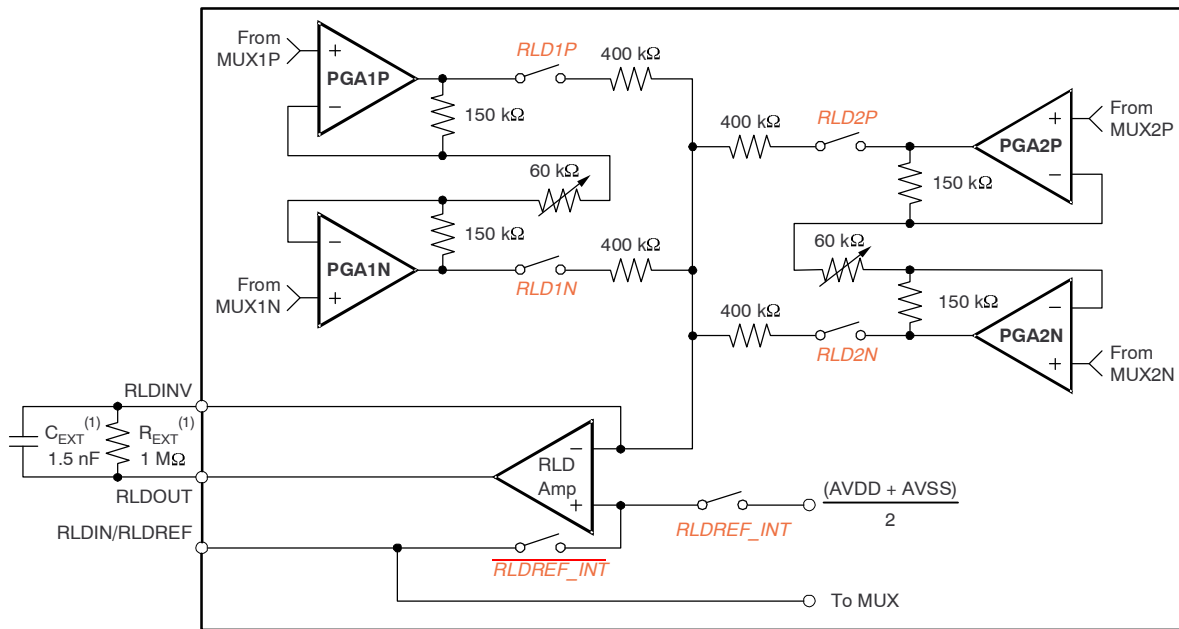 From
MUX1P
+
PGA1P
−
RLD1P
400 kΩ
150 kΩ
60 kΩ
−
PGA1N
+
From
MUX1N
150 kΩ
RLD1N
400 kΩ
400 kΩ
RLD2P
+
PGA2P
−
From
MUX2P
150 kΩ
60 kΩ
150 kΩ
400 kΩ
RLD2N
−
PGA2N
+
From
MUX2N
RLDINV
C_EXT (1)
1.5 nF
R_EXT (1)
1 MΩ
RLDOUT
RLDIN/RLDREF
−
RLD
Amp
+
RLDREF_INT
(AVDD + AVSS)
2
RLDREF_INT
To MUX